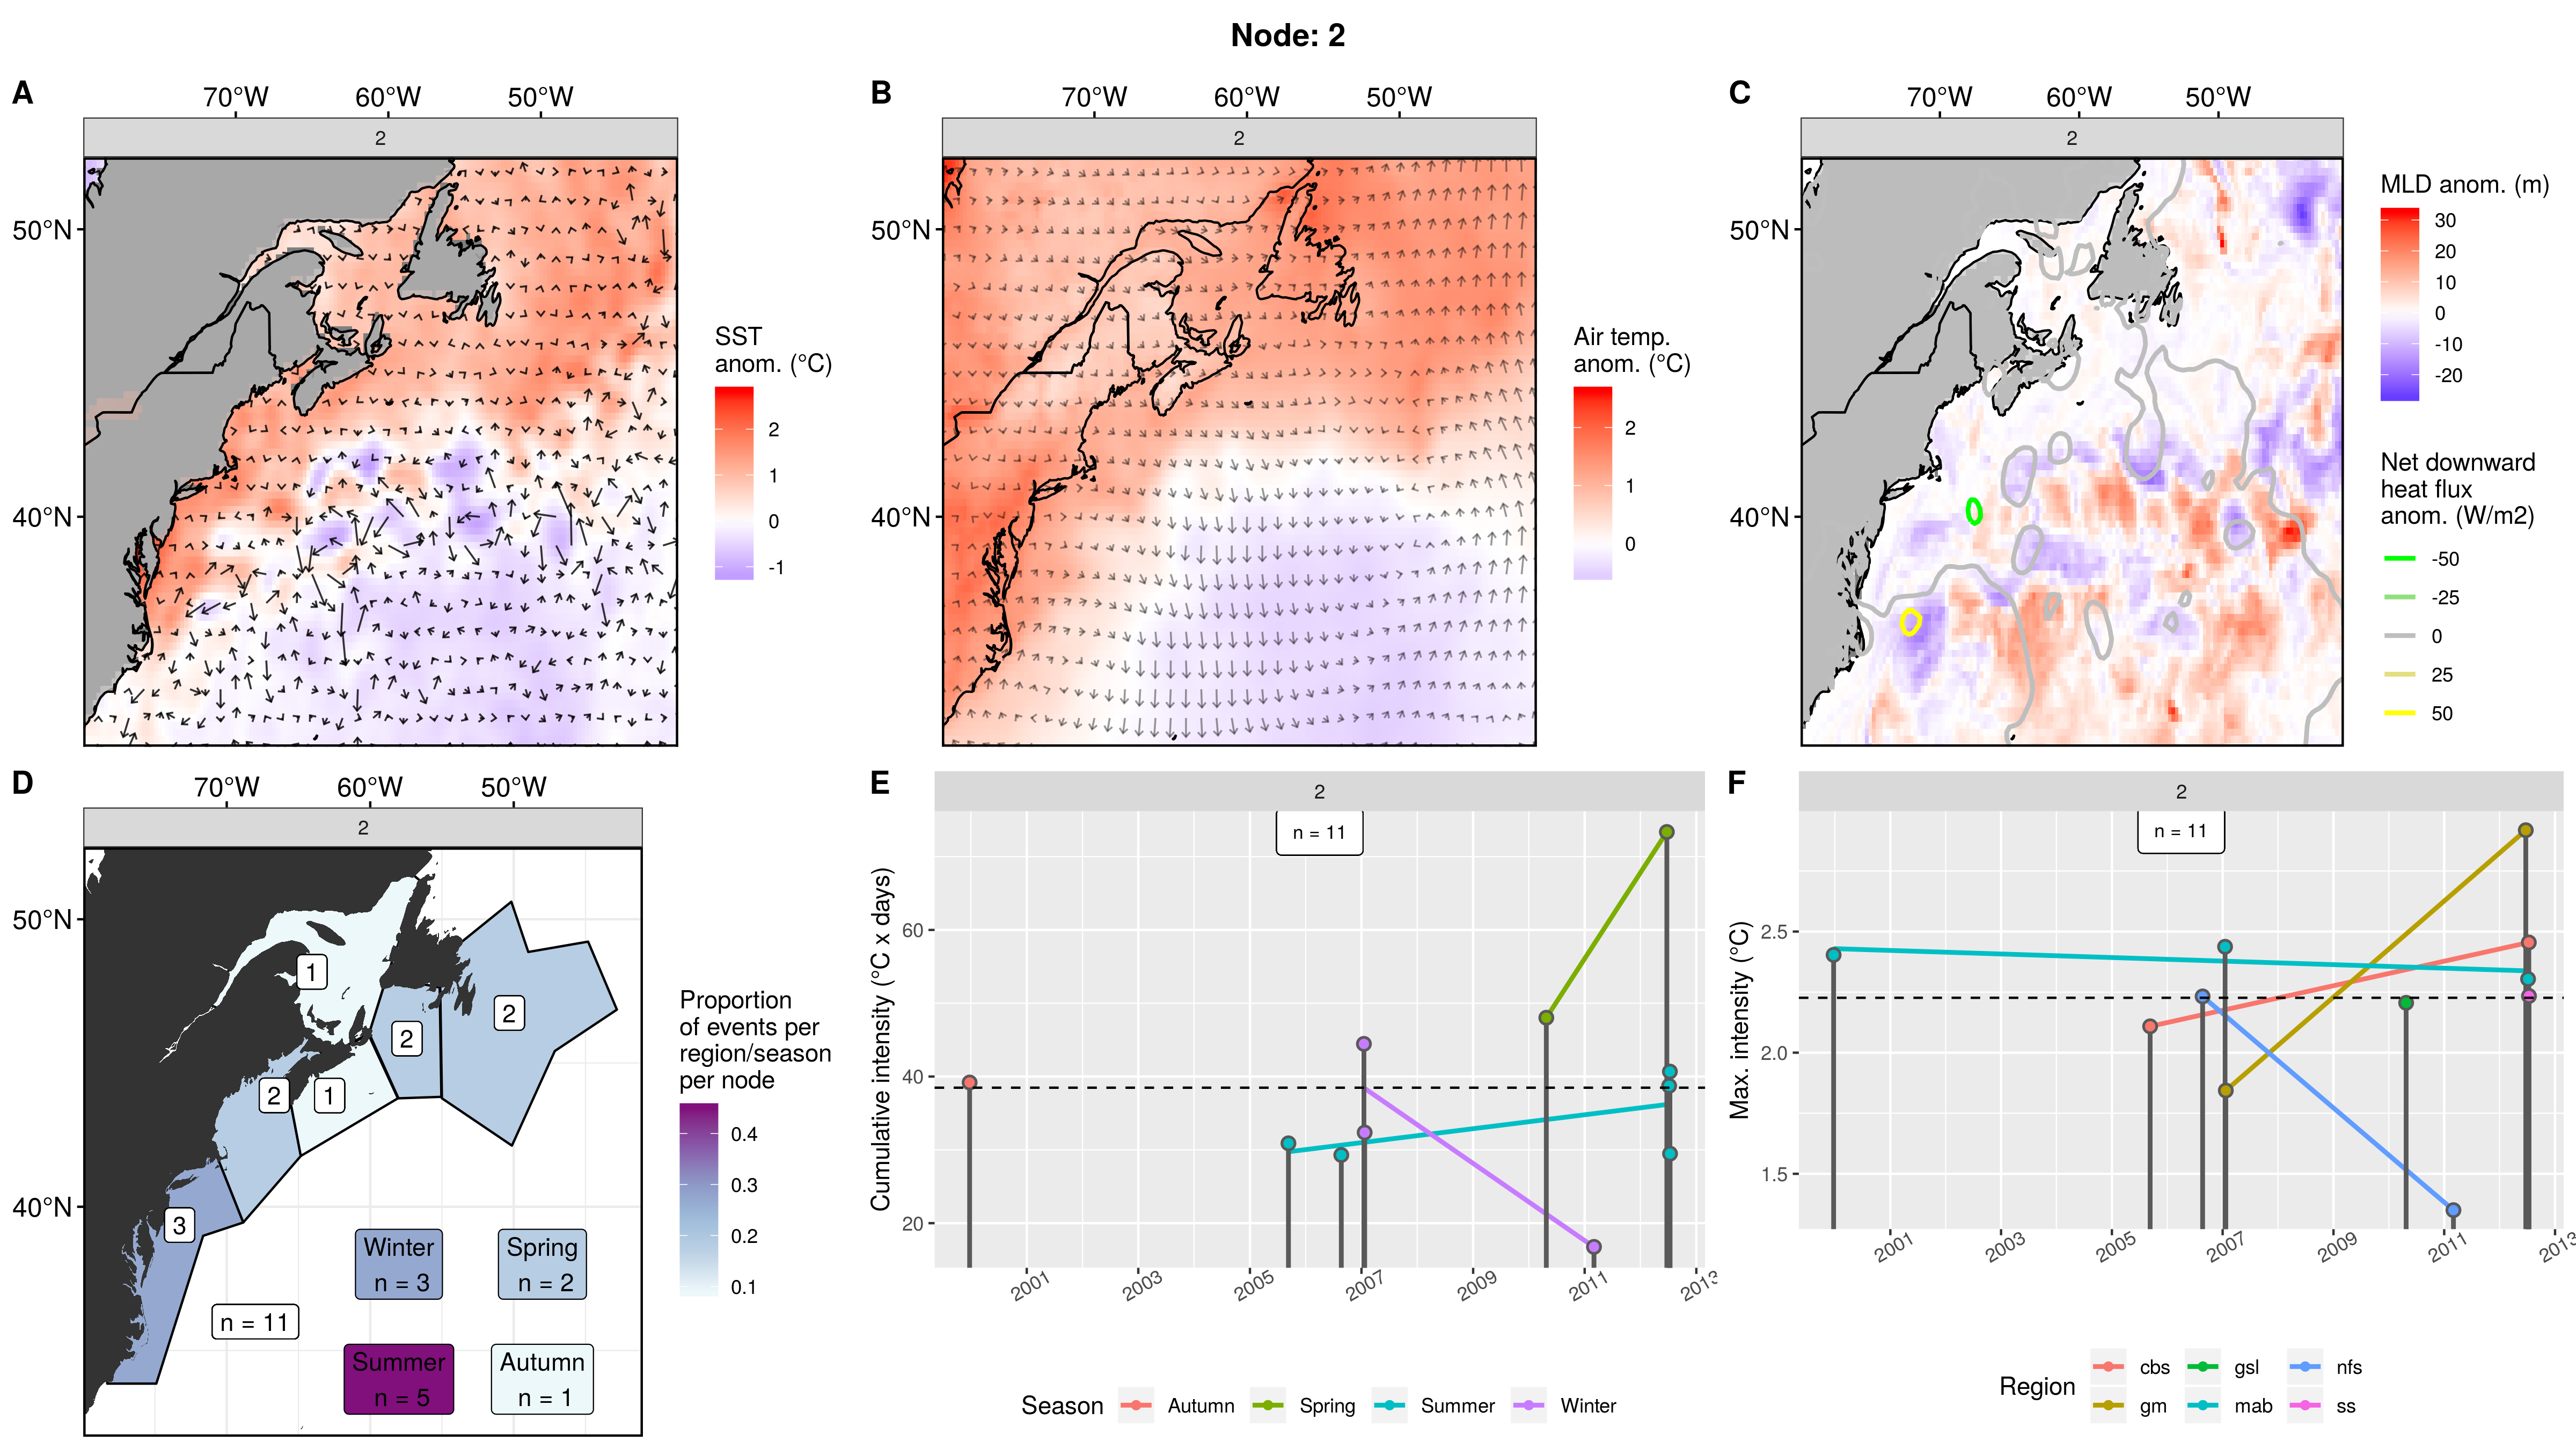 Node: 2
A
70°W 60°W 50°W
2
50°N
40°N
SST
anom. (°C)
2
1
0
-1
B
70°W 60°W 50°W
2
50°N
40°N
Air temp.
anom. (°C)
2
1
0
C
70°W 60°W 50°W
2
50°N
40°N
MLD anom. (m)
30
20
10
0
-10
-20
Net downward
heat flux
anom. (W/m2)
-50
-25
0
25
50
D
70°W 60°W 50°W
2
50°N
40°N
1
2
2
2
1
3
n = 11
Winter
n = 3
Spring
n = 2
Summer
n = 5
Autumn
n = 1
Proportion
of events per
region/season
per node
0.4
0.3
0.2
0.1
E
2
n = 11
Cumulative intensity (°C x days)
60
40
20
2001 2003 2005 2007 2009 2011 2013
Season Autumn Spring Summer Winter
F
2
n = 11
Max. intensity (°C)
2.5
2.0
1.5
2001 2003 2005 2007 2009 2011 2013
Region
cbs gsl nfs
gm mab ss